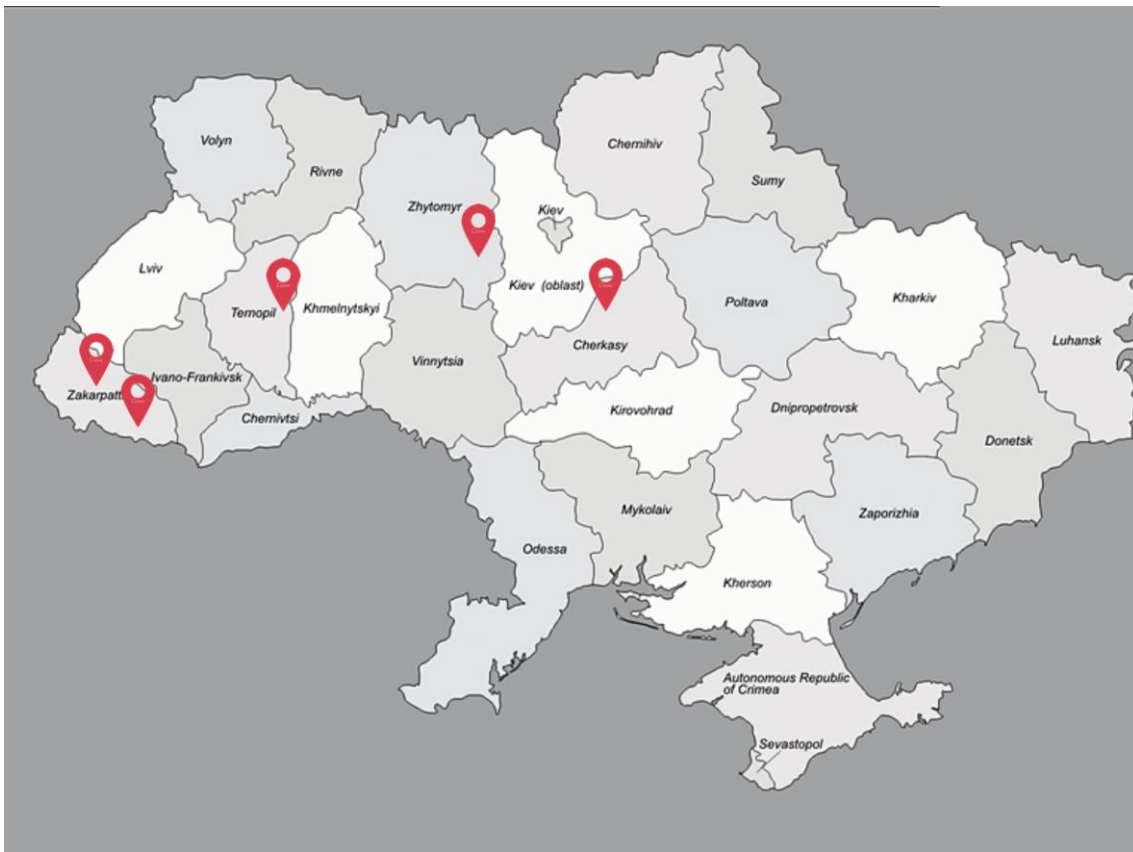 Chernihiv
Volyn
Sumy
Rivne
Zhytomyr
Kiev
Lviv
Kiev (oblast)
Kharkiv
Poltava
Ternopil
Khmelnytskyi
Luhansk
Cherkasy
Vinnytsia
Ivano-Frankivsk
Zakarpatt
Kirovohrad
Dnipropetrovsk
Chernivtsi
Donetsk
Mykolaiv
Zaporizhia
Odessa
Kherson
Autonomous Republic
of Crimea
Sevastopol